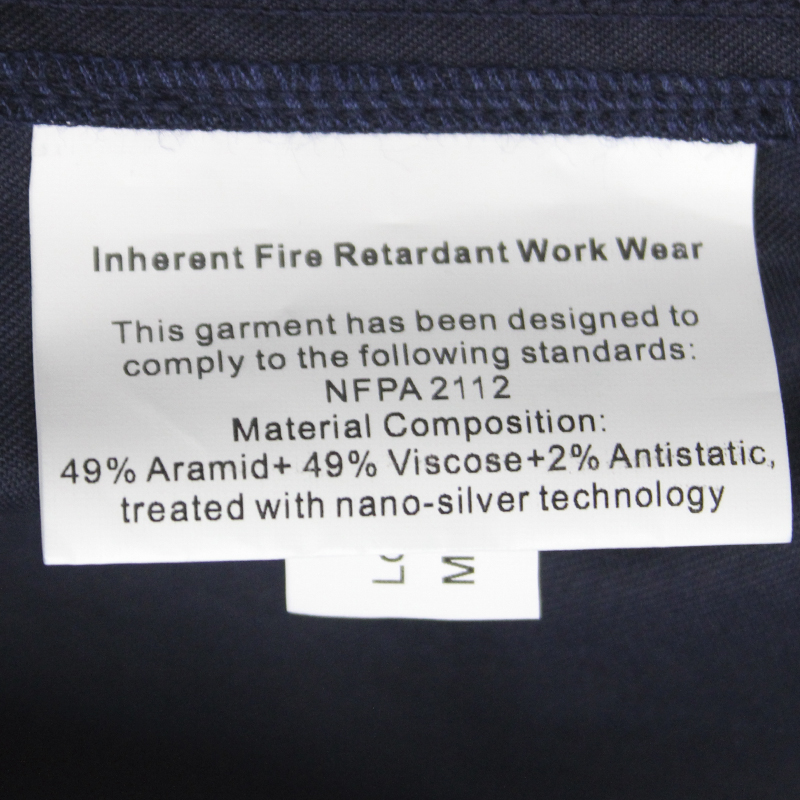 Inherent Fire Retardant Work Wear
This garment has been designed to
comply to the following standards:
NFPA 2112
Material Composition:
49% Aramid+ 49% Viscose+2% Antistatic,
treated with nano-silver technology